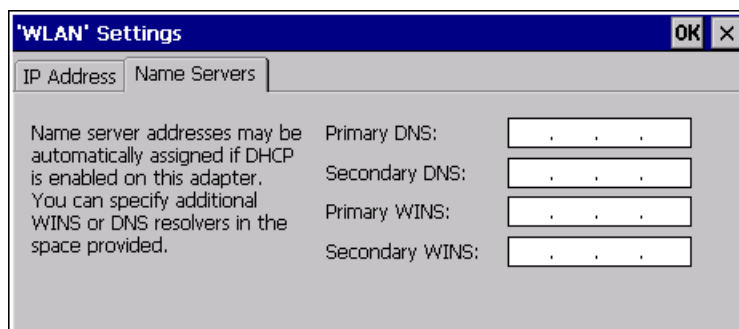 'WLAN' Settings OK ×
IP Address Name Servers
Name server addresses may be
automatically assigned if DHCP
is enabled on this adapter.
You can specify additional
WINS or DNS resolvers in the
space provided.
Primary DNS: . . .
Secondary DNS: . . .
Primary WINS: . . .
Secondary WINS: . . .